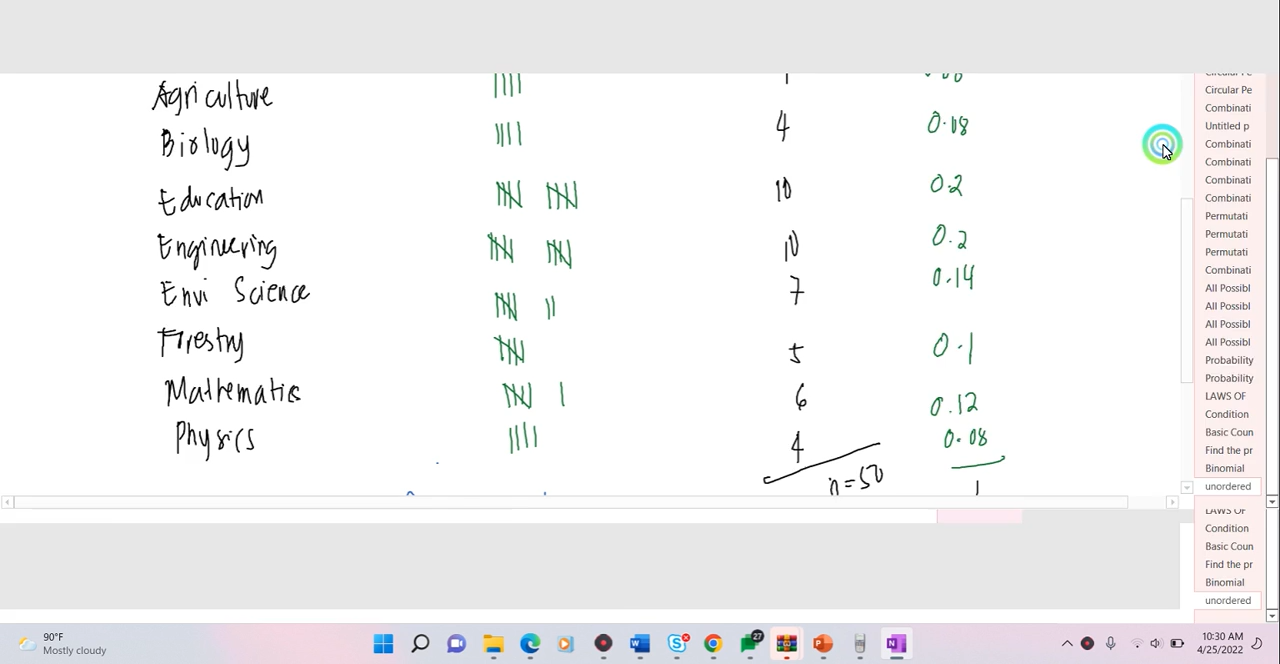 Circular Pe
Agriculture
Circular Pe
Combinati
Biology 4 0.08
Untitled p
Combinati
Combinati
Combinati
Education 10 0.2
Combinati
Permutati
Engineering 10 0.2
Permutati
Permutati
Envi Science 7 0.14
Combinati
All Possibl
All Possibl
All Possibl
Forestry 5 0.1
All Possibl
Probability
Probability
Mathematics 6 0.12
LAWS OF
Condition
Physics 4 0.08
Basic Coun
Find the pr
Binomial
n=50 1
unordered
LAWS OF
Condition
Basic Coun
Find the pr
Binomial
unordered
90°F
Mostly cloudy
27
10:30 AM
4/25/2022